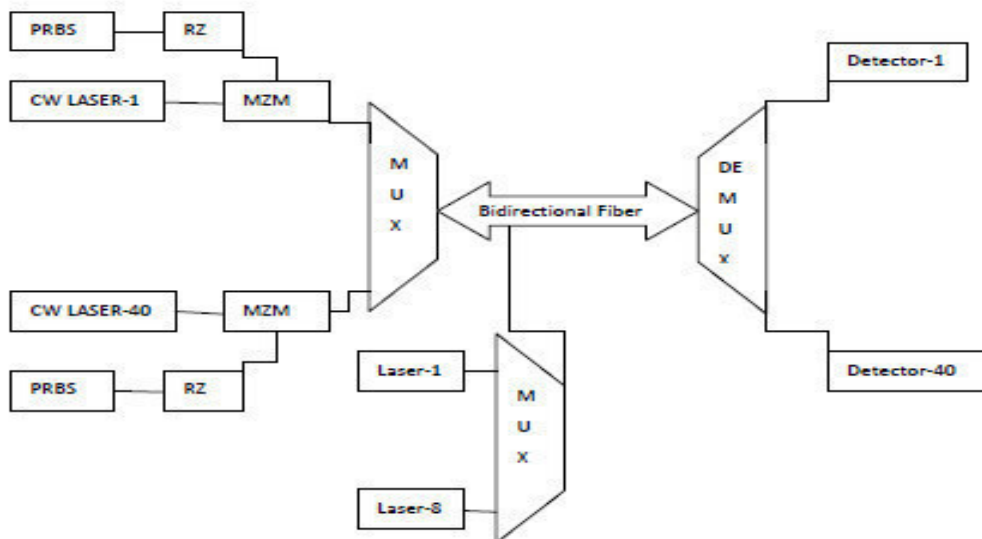 PRBS
RZ
CW LASER-1
MZM
M
U
X
Bidirectional Fiber
DE
M
U
X
Detector-1
CW LASER-40
MZM
PRBS
RZ
Laser-1
M
U
X
Laser-8
Detector-40